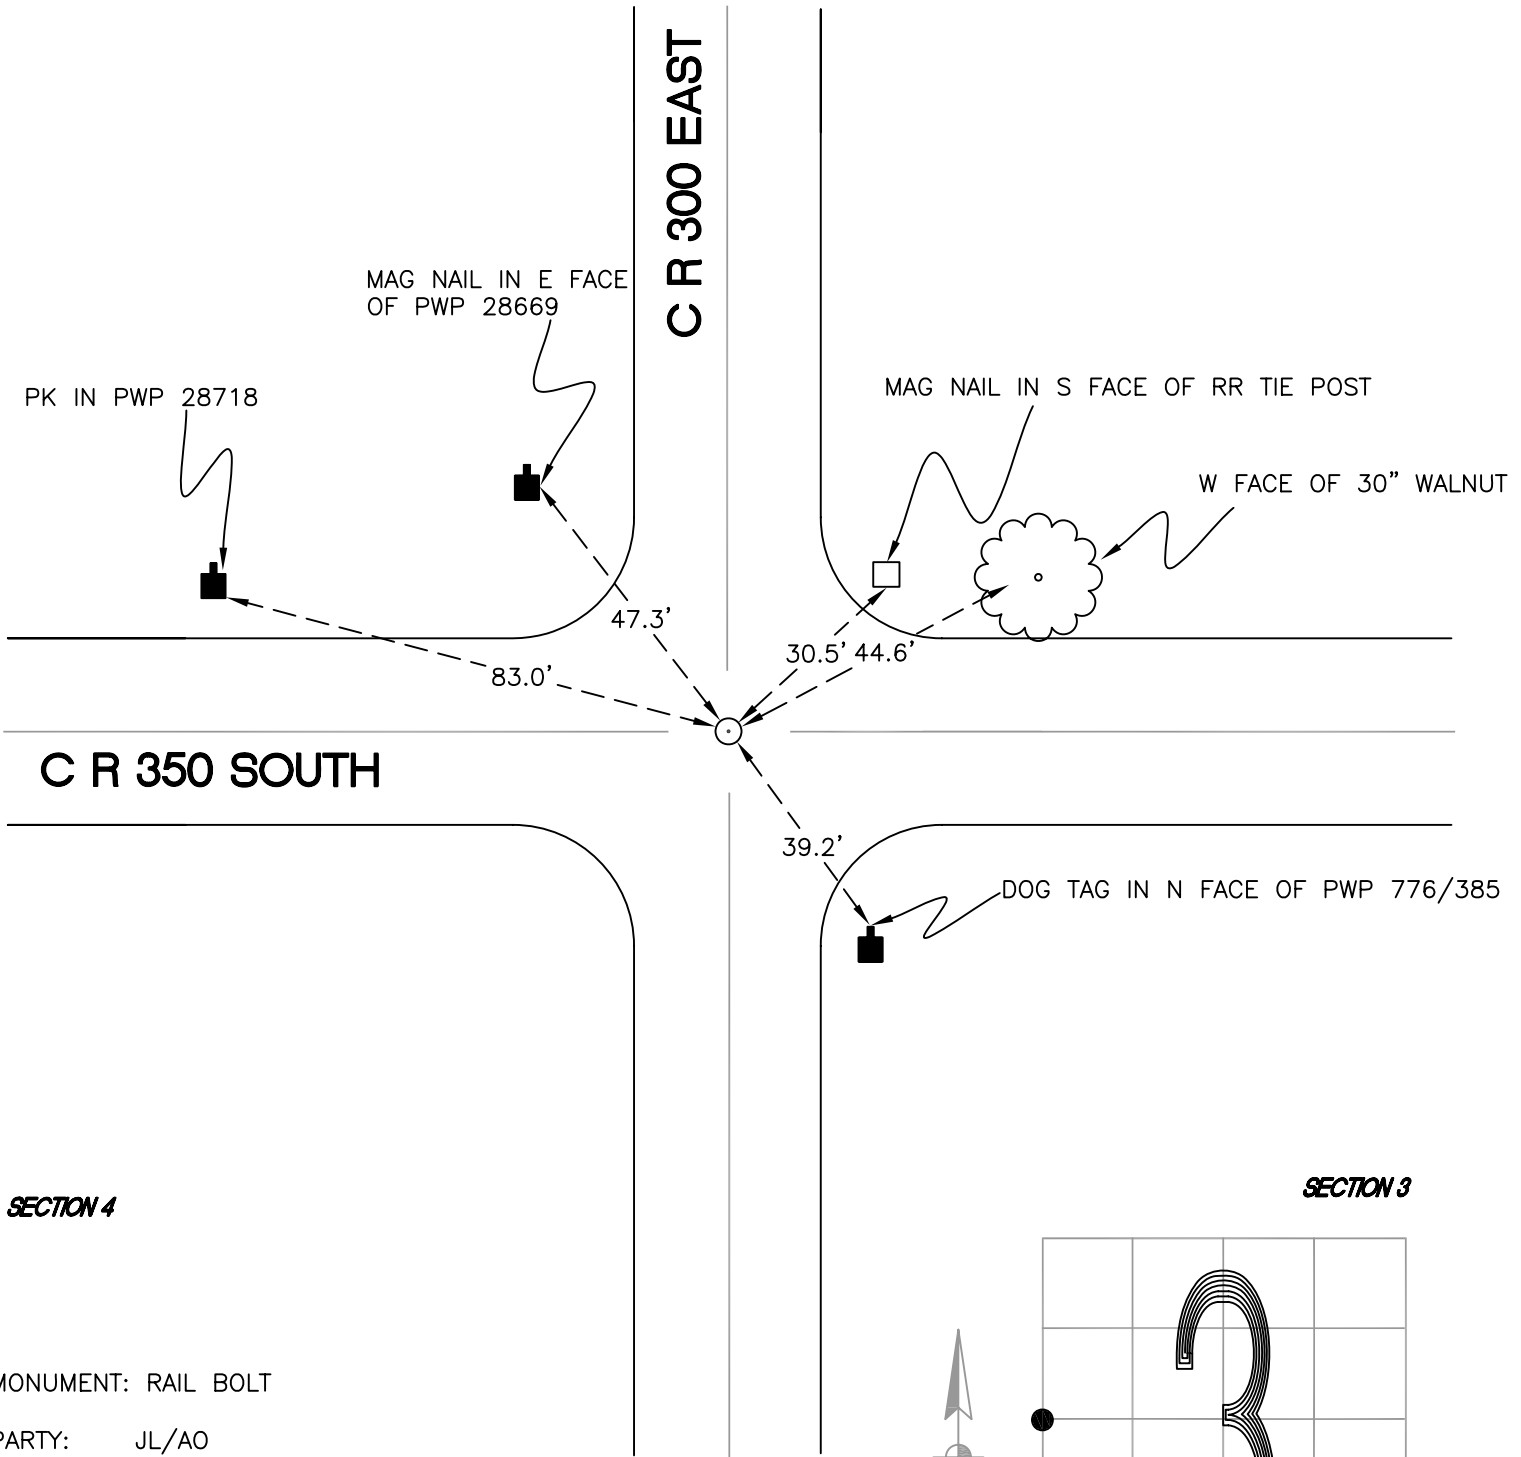 C R 300 EAST
MAG NAIL IN E FACE
OF PWP 28669
PK IN PWP 28718
MAG NAIL IN S FACE OF RR TIE POST
W FACE OF 30” WALNUT
47.3’
30.5’
44.6’
83.0’
C R 350 SOUTH
39.2’
DOG TAG IN N FACE OF PWP 776/385
SECTION 3
SECTION 4
3
MONUMENT: RAIL BOLT
PARTY: JL/AO